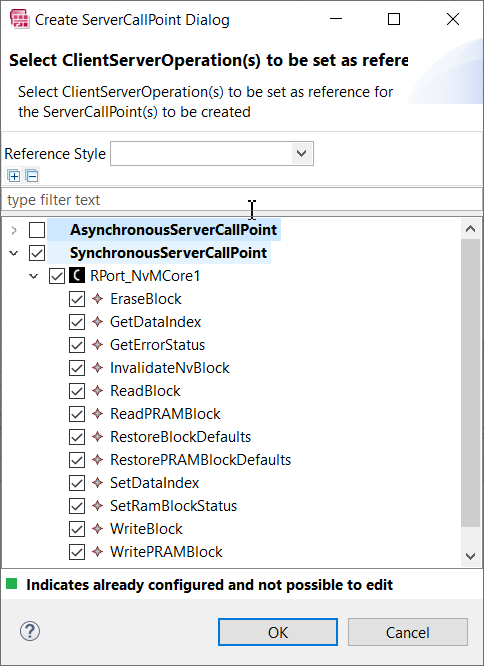 Create ServerCallPoint Dialog
Select ClientServerOperation(s) to be set as refere
Select ClientServerOperation(s) to be set as reference for
the ServerCallPoint(s) to be created
Reference Style
type filter text
AsynchronousServerCallPoint
SynchronousServerCallPoint
C RPort_NvMCore1
EraseBlock
GetDataIndex
GetErrorStatus
InvalidateNvBlock
ReadBlock
ReadPRAMBlock
RestoreBlockDefaults
RestorePRAMBlockDefaults
SetDataIndex
SetRamBlockStatus
WriteBlock
WritePRAMBlock
Indicates already configured and not possible to edit
? OK Cancel